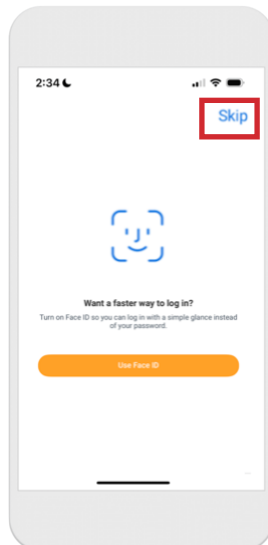 2:34
Skip
Want a faster way to log in?
Turn on Face ID so you can log in with a simple glance instead
of your password.
Use Face ID